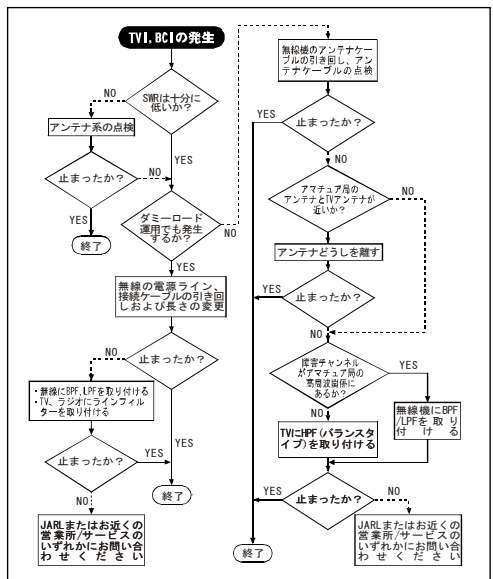 TVI, BCIの発生
SWRは十分に
低いか？
NO
YES
アンテナ系の点検
止まったか？
NO
YES
終了
ダミーロード
運用でも発生
するか？
NO
YES
無線の電源ライン、
接続ケーブルの引き回
しおよび長さの変更
止まったか？
NO
YES
・無線にBPF,LPFを取り付ける
・TV、ラジオにラインフィル
ターを取り付ける
止まったか？
YES
NO
終了
JARLまたはお近くの
営業所/サービスの
いずれかにお問い合
わせください
無線機のアンテナケー
ブルの引き回し、アン
テナケーブルの点検
YES
止まったか？
NO
アマチュア局の
アンテナとTVアンテナが
近いか？
NO
YES
アンテナどうしを離す
YES
止まったか？
NO
障害チャンネル
がアマチュア局の
高周波関係に
あるか？
YES
NO
無線機にBPF
/LPFを取り
付ける
TVにHPF(バランスタ
イプ)を取り付ける
YES
止まったか？
NO
終了
JARLまたはお近くの
営業所/サービスの
いずれかにお問い合
わせください